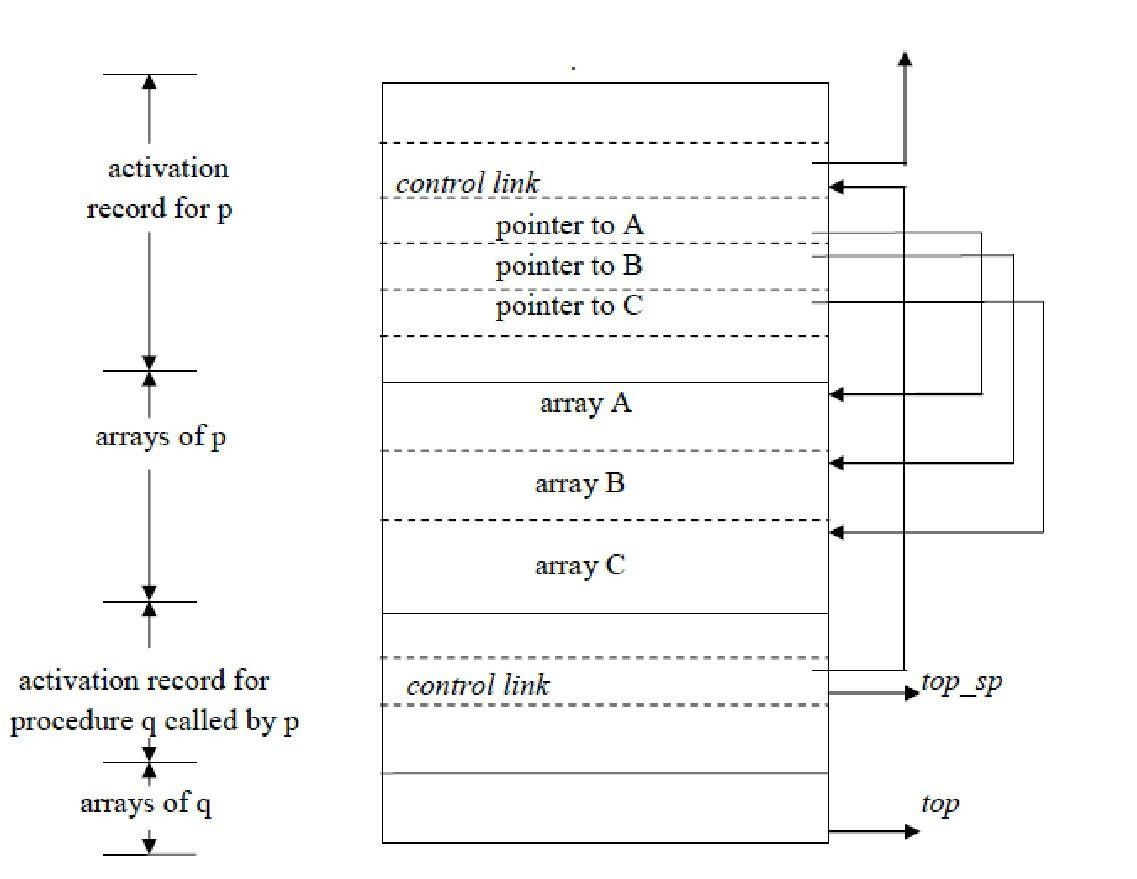 activation
record for p
arrays of p
activation record for
procedure q called by p
arrays of q
control link
pointer to A
pointer to B
pointer to C
array A
array B
array C
control link
top_sp
top